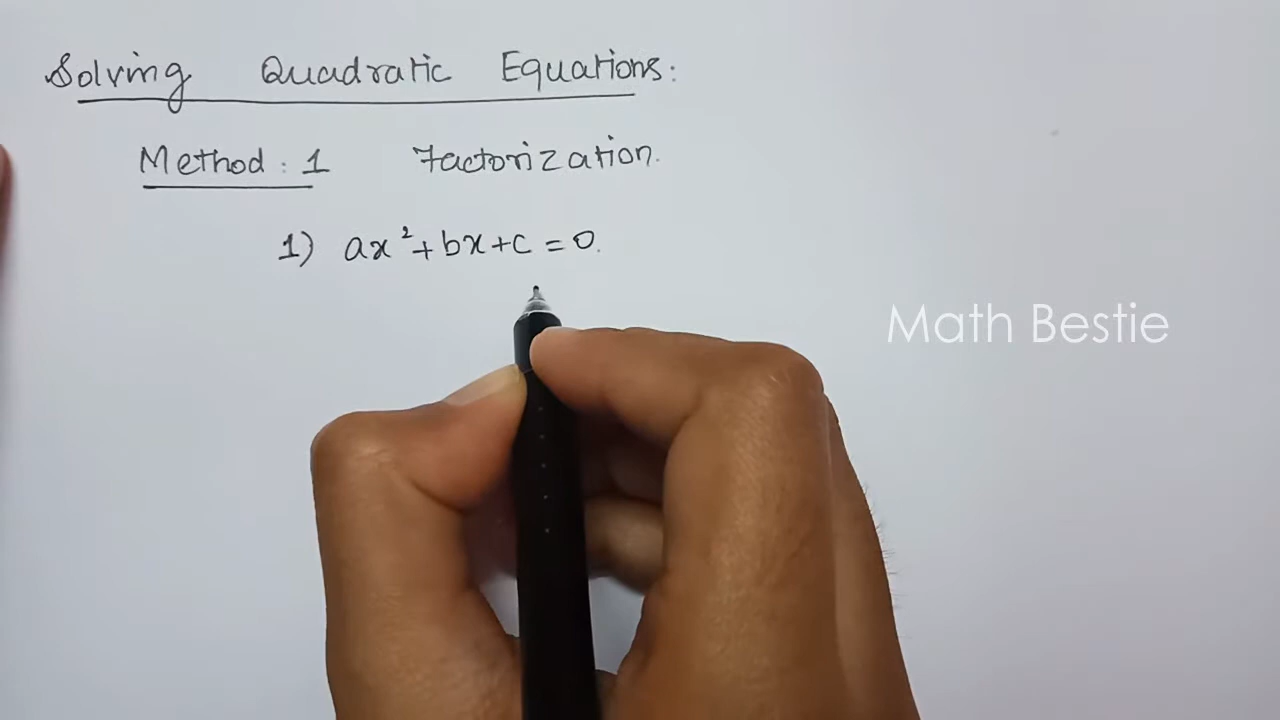 Solving Quadratic Equations:
Method: 1 Factorization.
1) ax²+bx+c=0.
Math Bestie